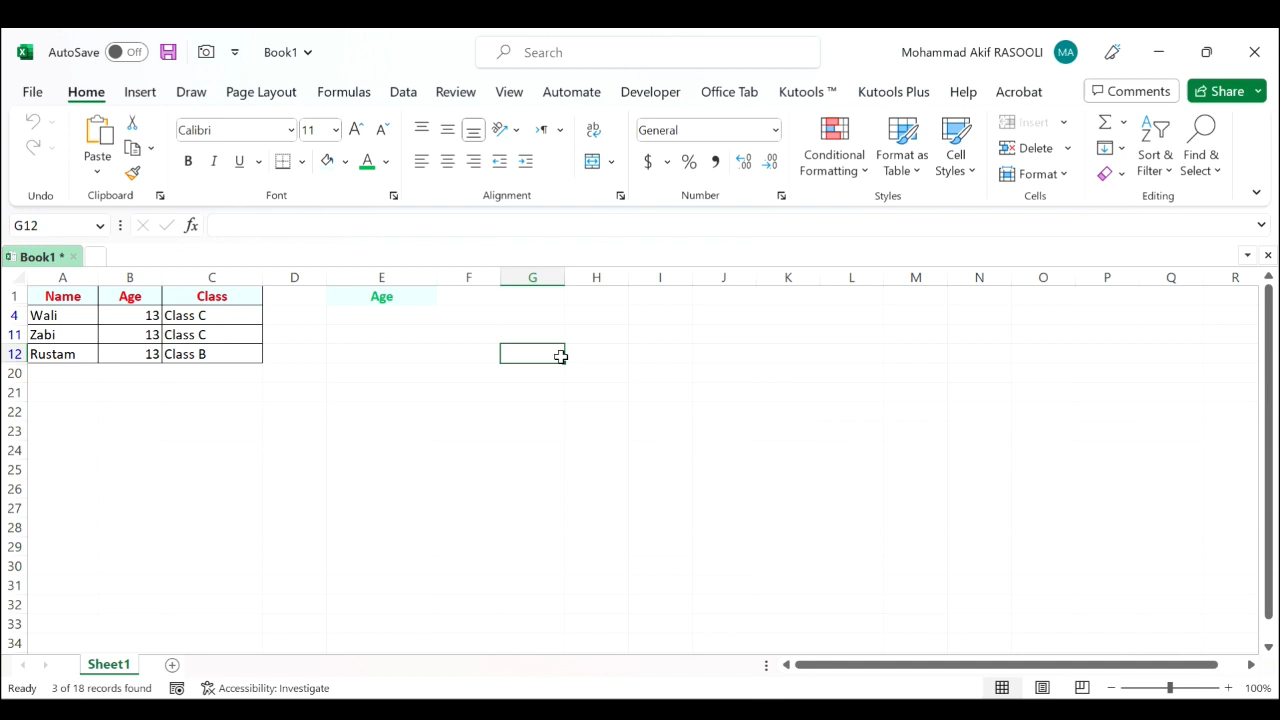 AutoSave Off Book1 Search Mohammad Akif RASOOLI MA
File Home Insert Draw Page Layout Formulas Data Review View Automate Developer Office Tab Kutools ™ Kutools Plus Help Acrobat Comments Share
Paste
Clipboard
Undo
Calibri 11
B I U A
Font
ab
Alignment
General
$ % 9
Number
Conditional Formatting
Format as Table
Cell Styles
Styles
Insert
Delete
Format
Cells
Sort & Filter
Find & Select
Editing
G12 fx
Book1 *
A B C D E F G H I J K L M N O P Q R
1 Name Age Class Age
4 Wali 13 Class C
11 Zabi 13 Class C
12 Rustam 13 Class B
20
21
22
23
24
25
26
27
28
29
30
31
32
33
34
Sheet1
Ready 3 of 18 records found Accessibility: Investigate 100%